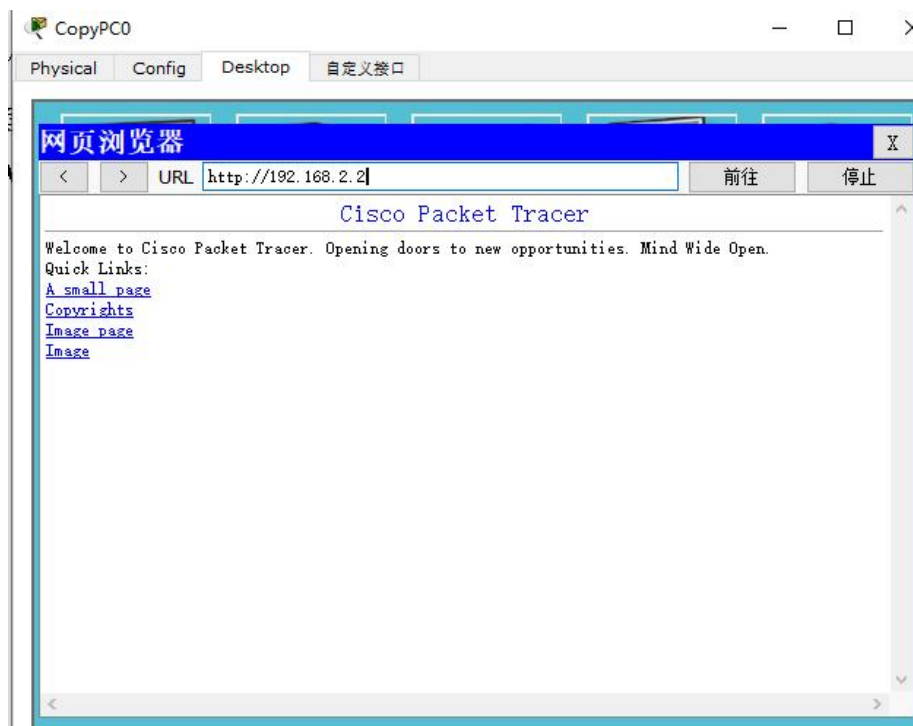 CopyPC0
Physical Config Desktop 自定义接口
网页浏览器 X
< > URL http://192.168.2.2 前往 停止
Cisco Packet Tracer
Welcome to Cisco Packet Tracer. Opening doors to new opportunities. Mind Wide Open.
Quick Links:
A small page
Copyrights
Image page
Image